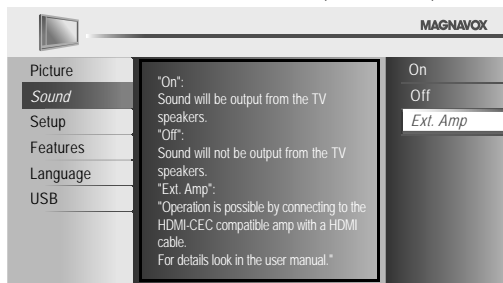 MAGNAVOX
Picture
Sound
Setup
Features
Language
USB
"On":
Sound will be output from the TV
speakers.
"Off":
Sound will not be output from the TV
speakers.
"Ext. Amp":
"Operation is possible by connecting to the
HDMI-CEC compatible amp with a HDMI
cable.
For details look in the user manual."
On
Off
Ext. Amp